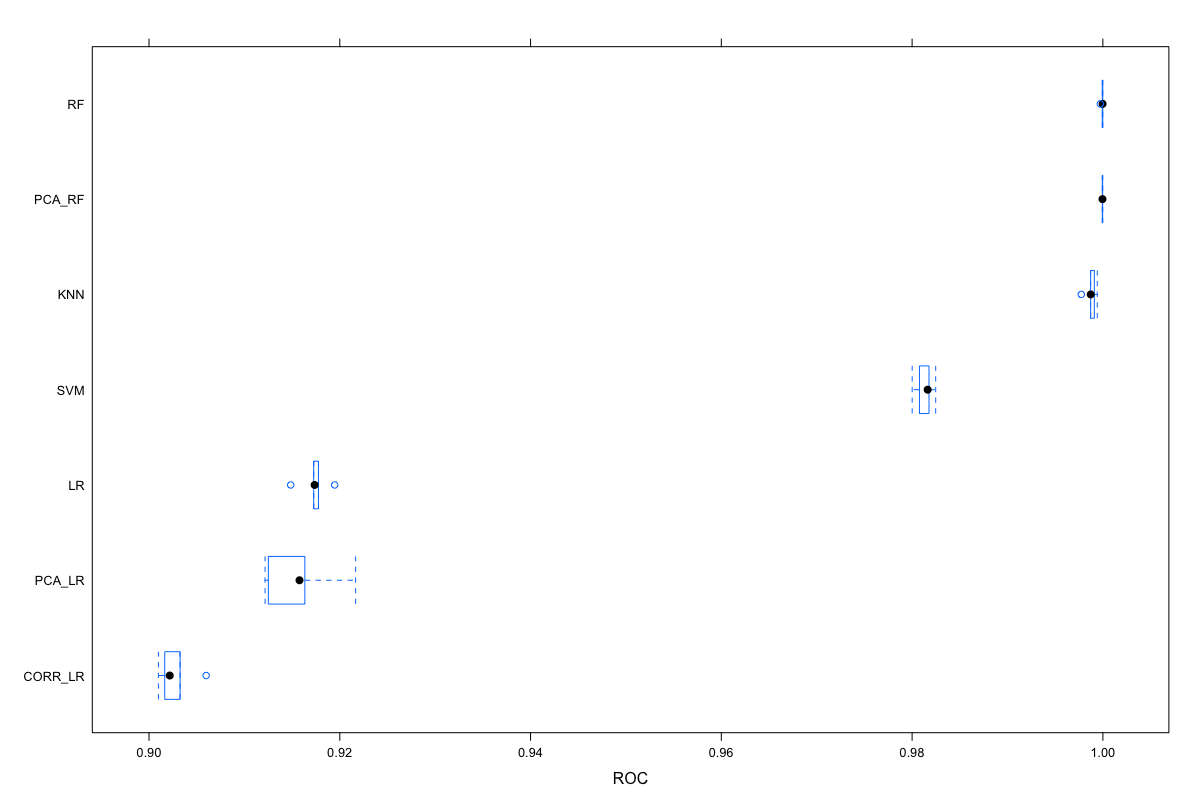 RF
PCA_RF
KNN
SVM
LR
PCA_LR
CORR_LR
0.90 0.92 0.94 0.96 0.98 1.00
ROC